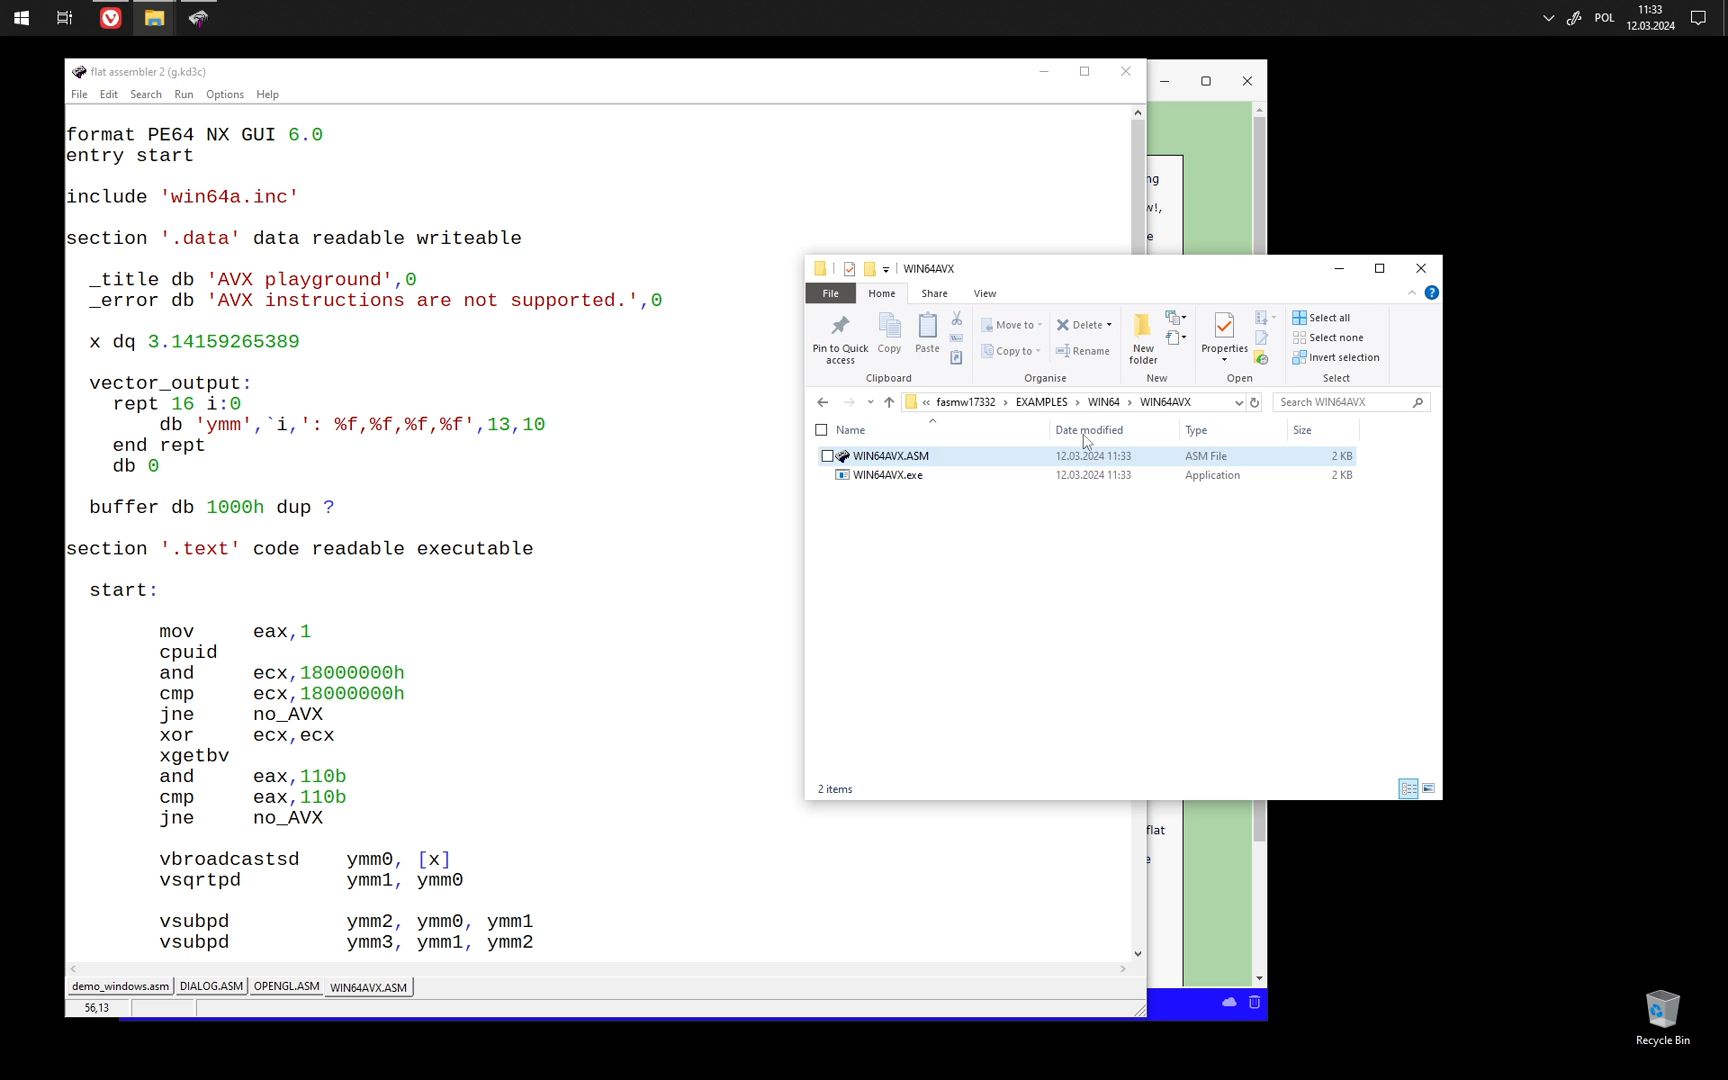 POL
11:33
12.03.2024
flat assembler 2 (g.kd3c)
File Edit Search Run Options Help
format PE64 NX GUI 6.0
entry start
include 'win64a.inc'
section '.data' data readable writeable
_title db 'AVX playground',0
_error db 'AVX instructions are not supported.',0
x dq 3.14159265389
vector_output:
rept 16 i:0
db 'ymm',`i,': %f,%f,%f,%f',13,10
end rept
db 0
buffer db 1000h dup ?
section '.text' code readable executable
start:
mov eax,1
cpuid
and ecx,18000000h
cmp ecx,18000000h
jne no_AVX
xor ecx,ecx
xgetbv
and eax,110b
cmp eax,110b
jne no_AVX
vbroadcastsd ymm0, [x]
vsqrtpd ymm1, ymm0
vsubpd ymm2, ymm0, ymm1
vsubpd ymm3, ymm1, ymm2
demo_windows.asm DIALOG.ASM OPENGL.ASM WIN64AVX.ASM
56,13
ng
w!,
e
flat
e
WIN64AVX
File Home Share View
Pin to Quick access
Copy
Paste
Clipboard
Move to
Copy to
Delete
Rename
Organise
New folder
New
Properties
Open
Select all
Select none
Invert selection
Select
« fasmw17332 › EXAMPLES › WIN64 › WIN64AVX
Search WIN64AVX
Name Date modified Type Size
WIN64AVX.ASM 12.03.2024 11:33 ASM File 2 KB
WIN64AVX.exe 12.03.2024 11:33 Application 2 KB
2 items
Recycle Bin